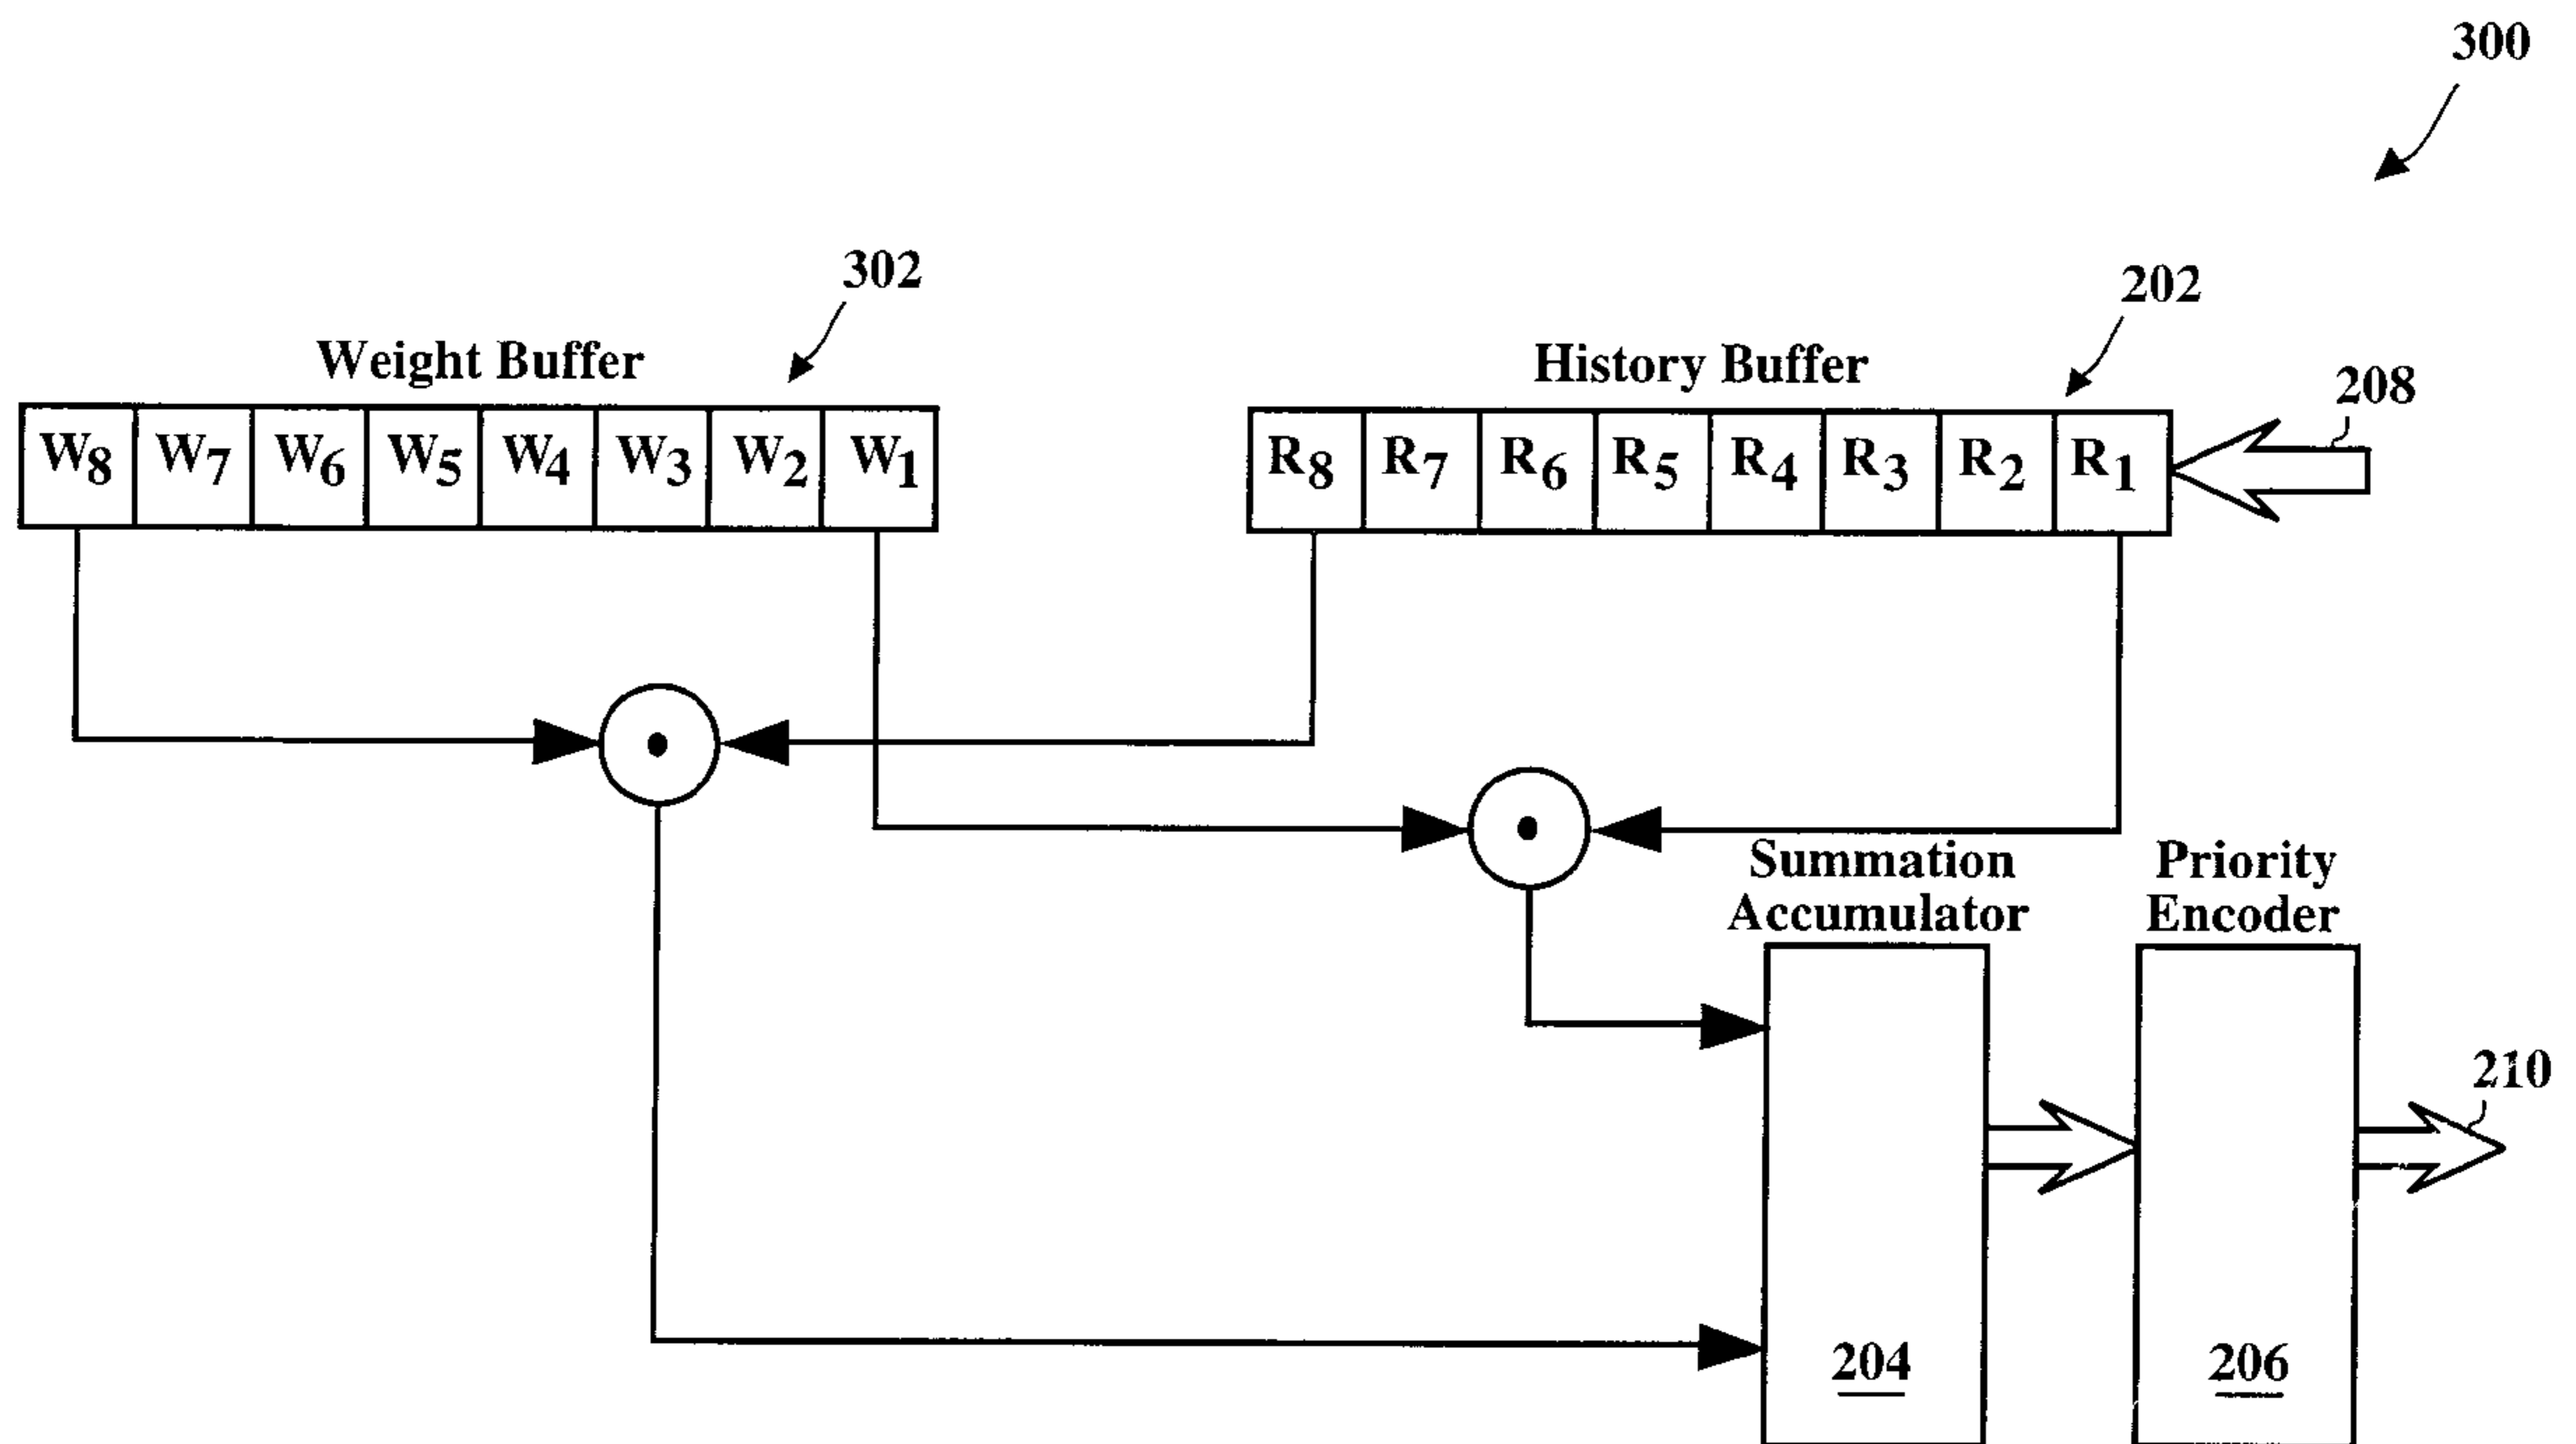 300
302
202
Weight Buffer
History Buffer
208
W8 W7 W6 W5 W4 W3 W2 W1
R8 R7 R6 R5 R4 R3 R2 R1
Summation
Accumulator
Priority
Encoder
210
204
206